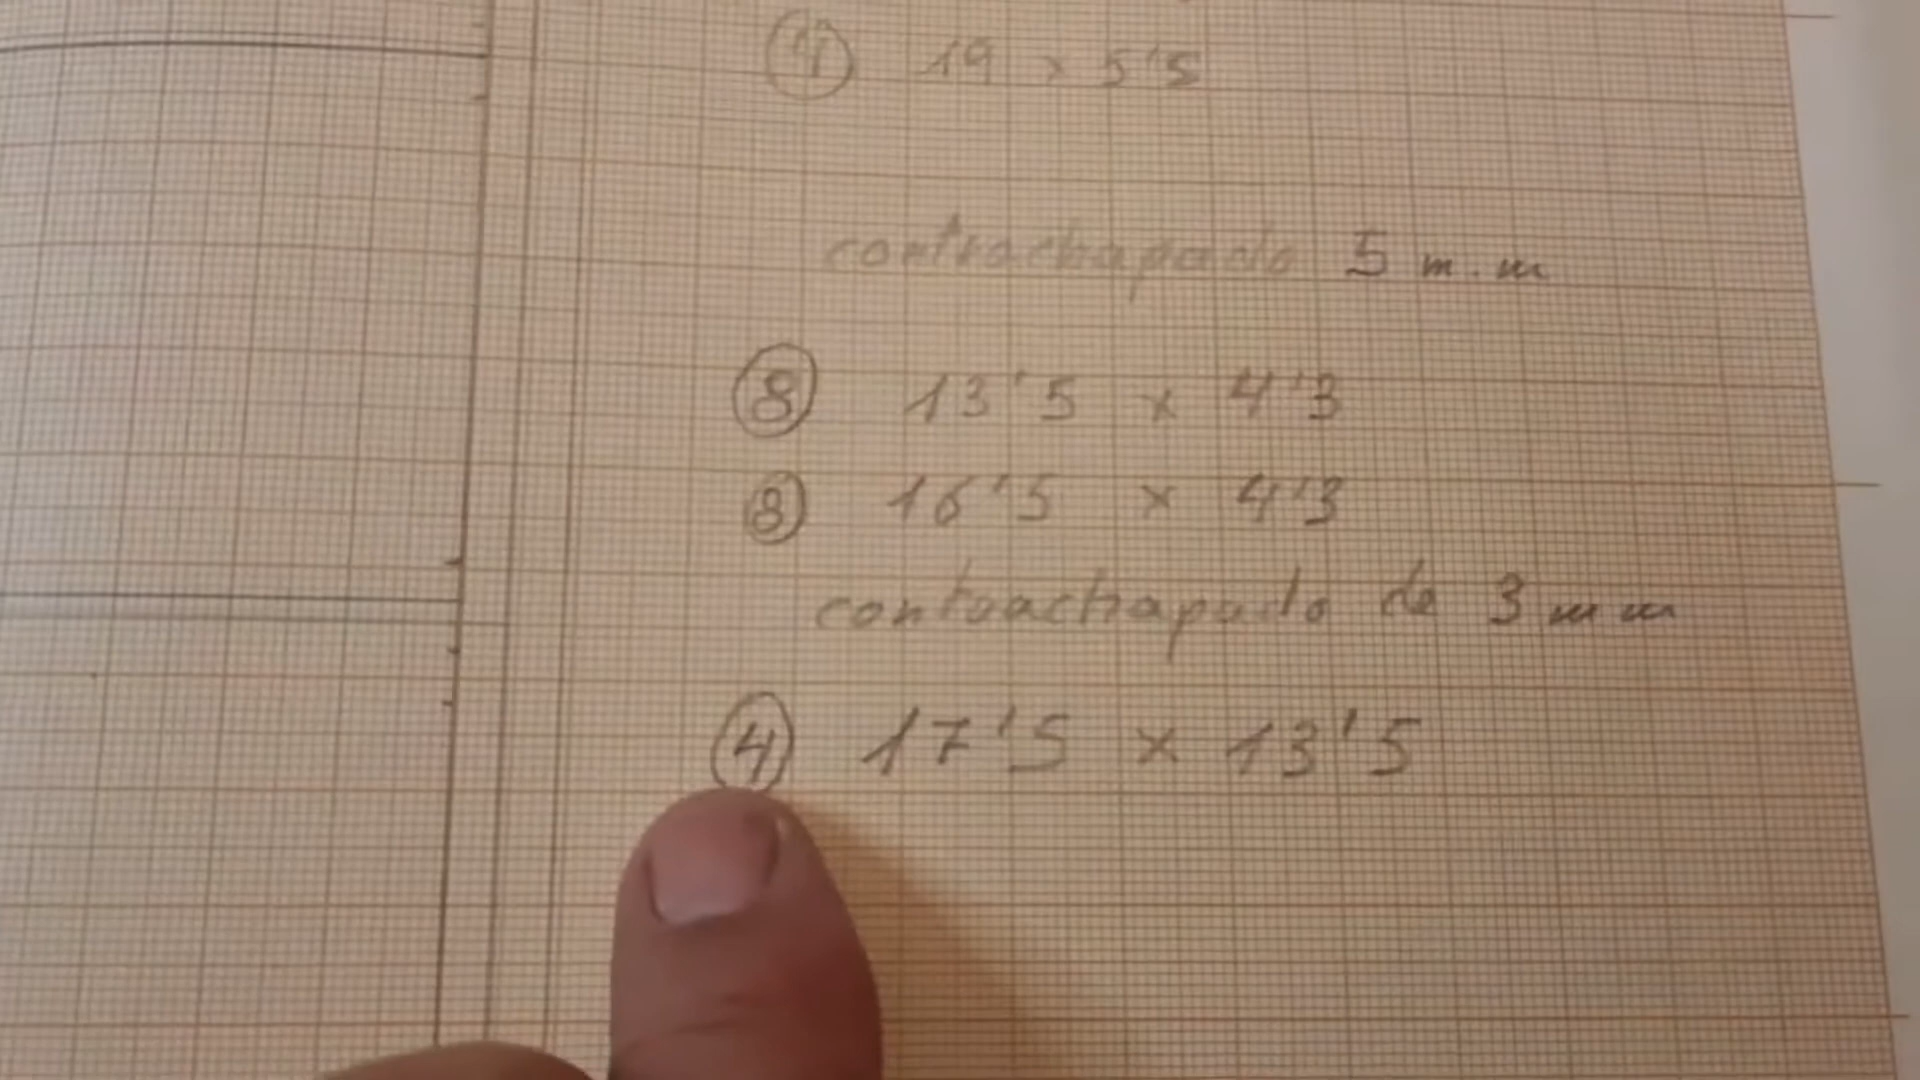 ④ 19 x 5'5
contrachapado 5 m.m
⑧ 13'5 x 4'3
⑧ 16'5 x 4'3
contrachapado de 3 mm
④ 17'5 x 13'5